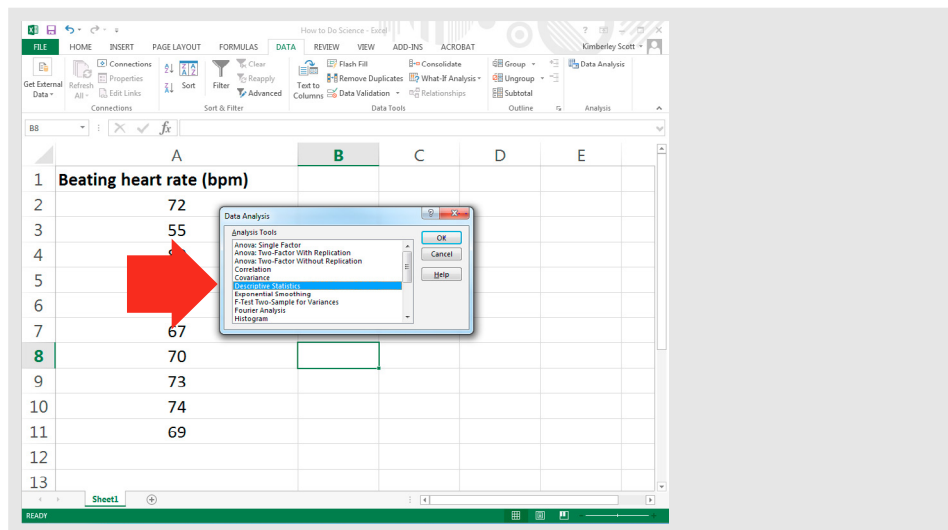 How to Do Science - Excel
FILE HOME INSERT PAGE LAYOUT FORMULAS DATA REVIEW VIEW ADD-INS ACROBAT Kimberley Scott
Get External Data
Refresh All
Connections
Properties
Edit Links
Connections
Sort
Filter
Clear
Reapply
Advanced
Sort & Filter
Text to Columns
Flash Fill
Remove Duplicates
Data Validation
Consolidate
What-If Analysis
Relationships
Data Tools
Group
Ungroup
Subtotal
Outline
Data Analysis
Analysis
B8 fx
A B C D E
1 Beating heart rate (bpm)
2 72
3 55
4
5
6
7 67
8 70
9 73
10 74
11 69
12
13
Data Analysis
Analysis Tools
Anova: Single Factor
Anova: Two-Factor With Replication
Anova: Two-Factor Without Replication
Correlation
Covariance
Descriptive Statistics
Exponential Smoothing
F-Test Two-Sample for Variances
Fourier Analysis
Histogram
OK
Cancel
Help
Sheet1
READY